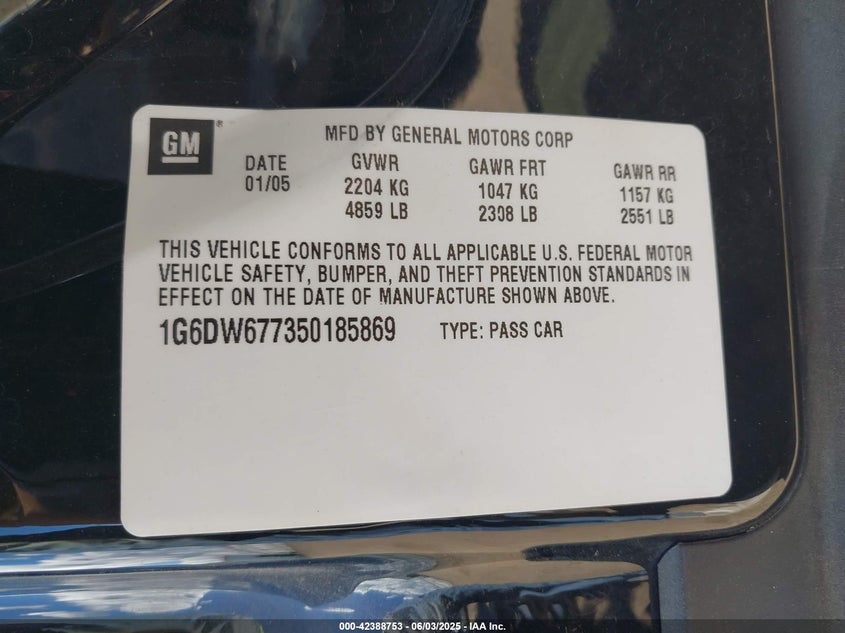 GM
MFD BY GENERAL MOTORS CORP
DATE GVWR GAWR FRT GAWR RR
01/05 2204 KG 1047 KG 1157 KG
4859 LB 2308 LB 2551 LB
THIS VEHICLE CONFORMS TO ALL APPLICABLE U.S. FEDERAL MOTOR
VEHICLE SAFETY, BUMPER, AND THEFT PREVENTION STANDARDS IN
EFFECT ON THE DATE OF MANUFACTURE SHOWN ABOVE.
1G6DW677350185869 TYPE: PASS CAR
000-42388753 - 06/03/2025 - IAA Inc.